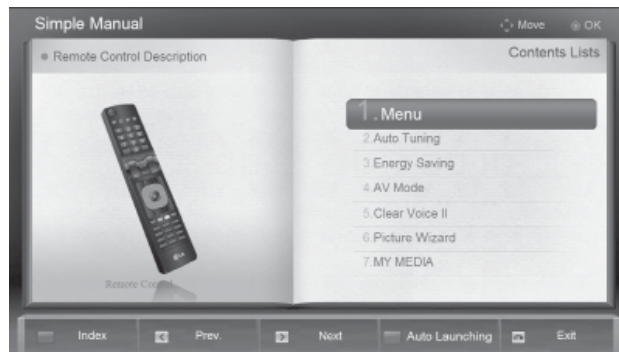 Simple Manual
Move OK
Remote Control Description
Contents Lists
1. Menu
2.Auto Tuning
3.Energy Saving
4.AV Mode
5.Clear Voice II
6.Picture Wizard
7.MY MEDIA
LG
Remote Control
Index Prev. Next Auto Launching Exit